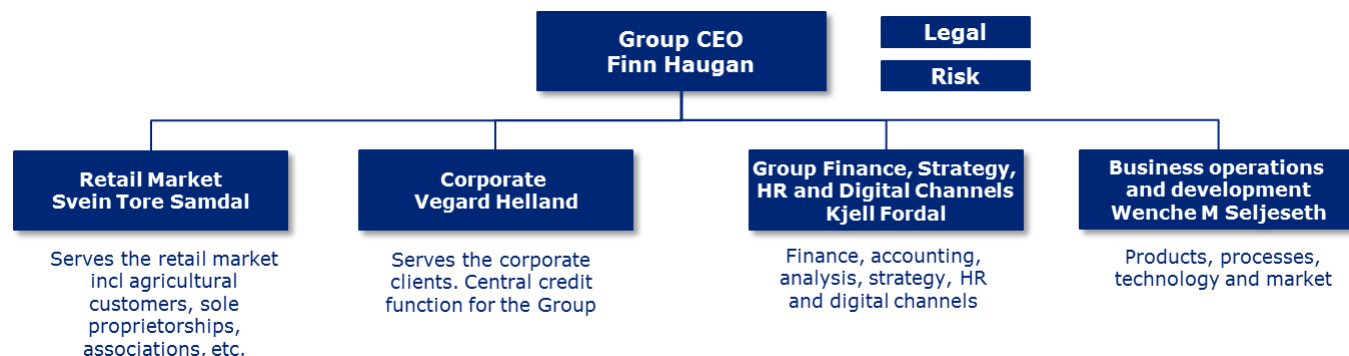 Group CEO
Finn Haugan
Legal
Risk
Retail Market
Svein Tore Samdal
Corporate
Vegard Helland
Group Finance, Strategy,
HR and Digital Channels
Kjell Fordal
Business operations
and development
Wenche M Seljeseth
Serves the retail market
incl agricultural
customers, sole
proprietorships,
associations, etc.
Serves the corporate
clients. Central credit
function for the Group
Finance, accounting,
analysis, strategy, HR
and digital channels
Products, processes,
technology and market